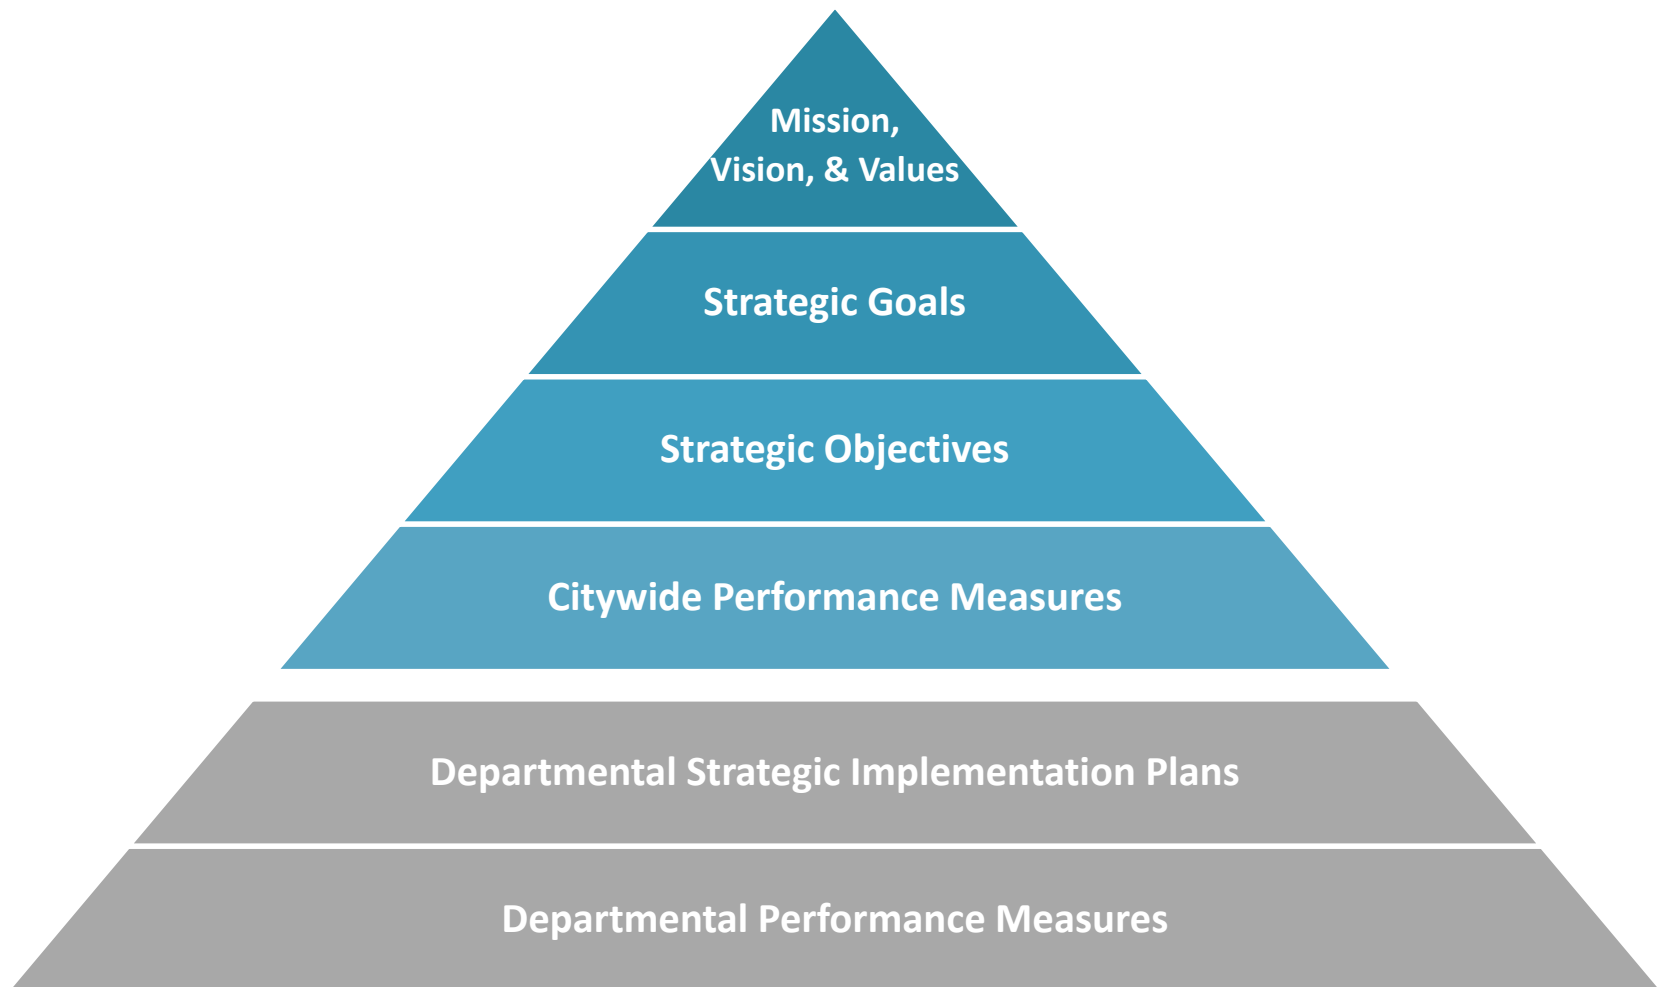 Mission,
Vision, & Values
Strategic Goals
Strategic Objectives
Citywide Performance Measures
Departmental Strategic Implementation Plans
Departmental Performance Measures